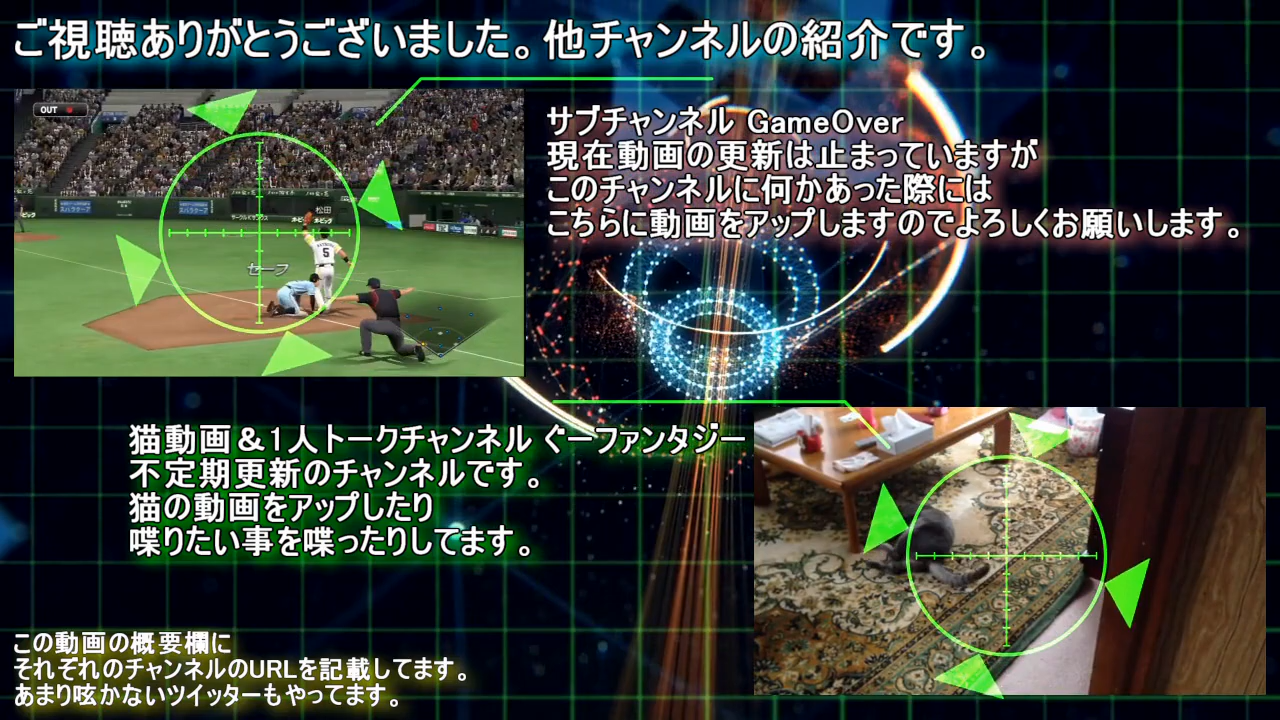 ご視聴ありがとうございました。他チャンネルの紹介です。
OUT
松田
5
セーフ
サブチャンネル GameOver
現在動画の更新は止まっていますが
このチャンネルに何かあった際には
こちらに動画をアップしますのでよろしくお願いします。
猫動画＆1人トークチャンネル ぐーファンタジー
不定期更新のチャンネルです。
猫の動画をアップしたり
喋りたい事を喋ったりしてます。
この動画の概要欄に
それぞれのチャンネルのURLを記載してます。
あまり呟かないツイッターもやってます。